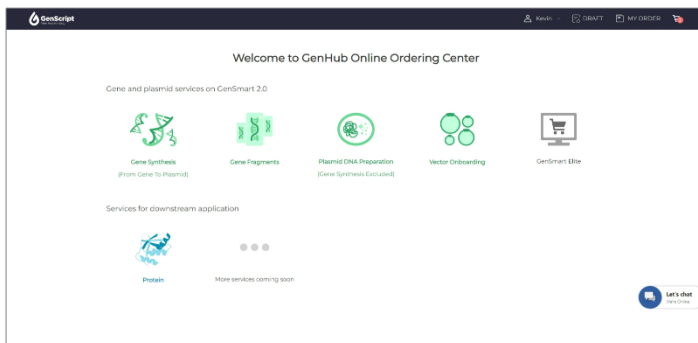 GenScript
Kevin
DRAFT
MY ORDER
Welcome to GenHub Online Ordering Center
Gene and plasmid services on GenSmart 2.0
Gene Synthesis
(From Gene To Plasmid)
Gene Fragments
Plasmid DNA Preparation
(Gene Synthesis Excluded)
Vector Onboarding
GenSmart Elite
Services for downstream application
Protein
More services coming soon
Let's chat